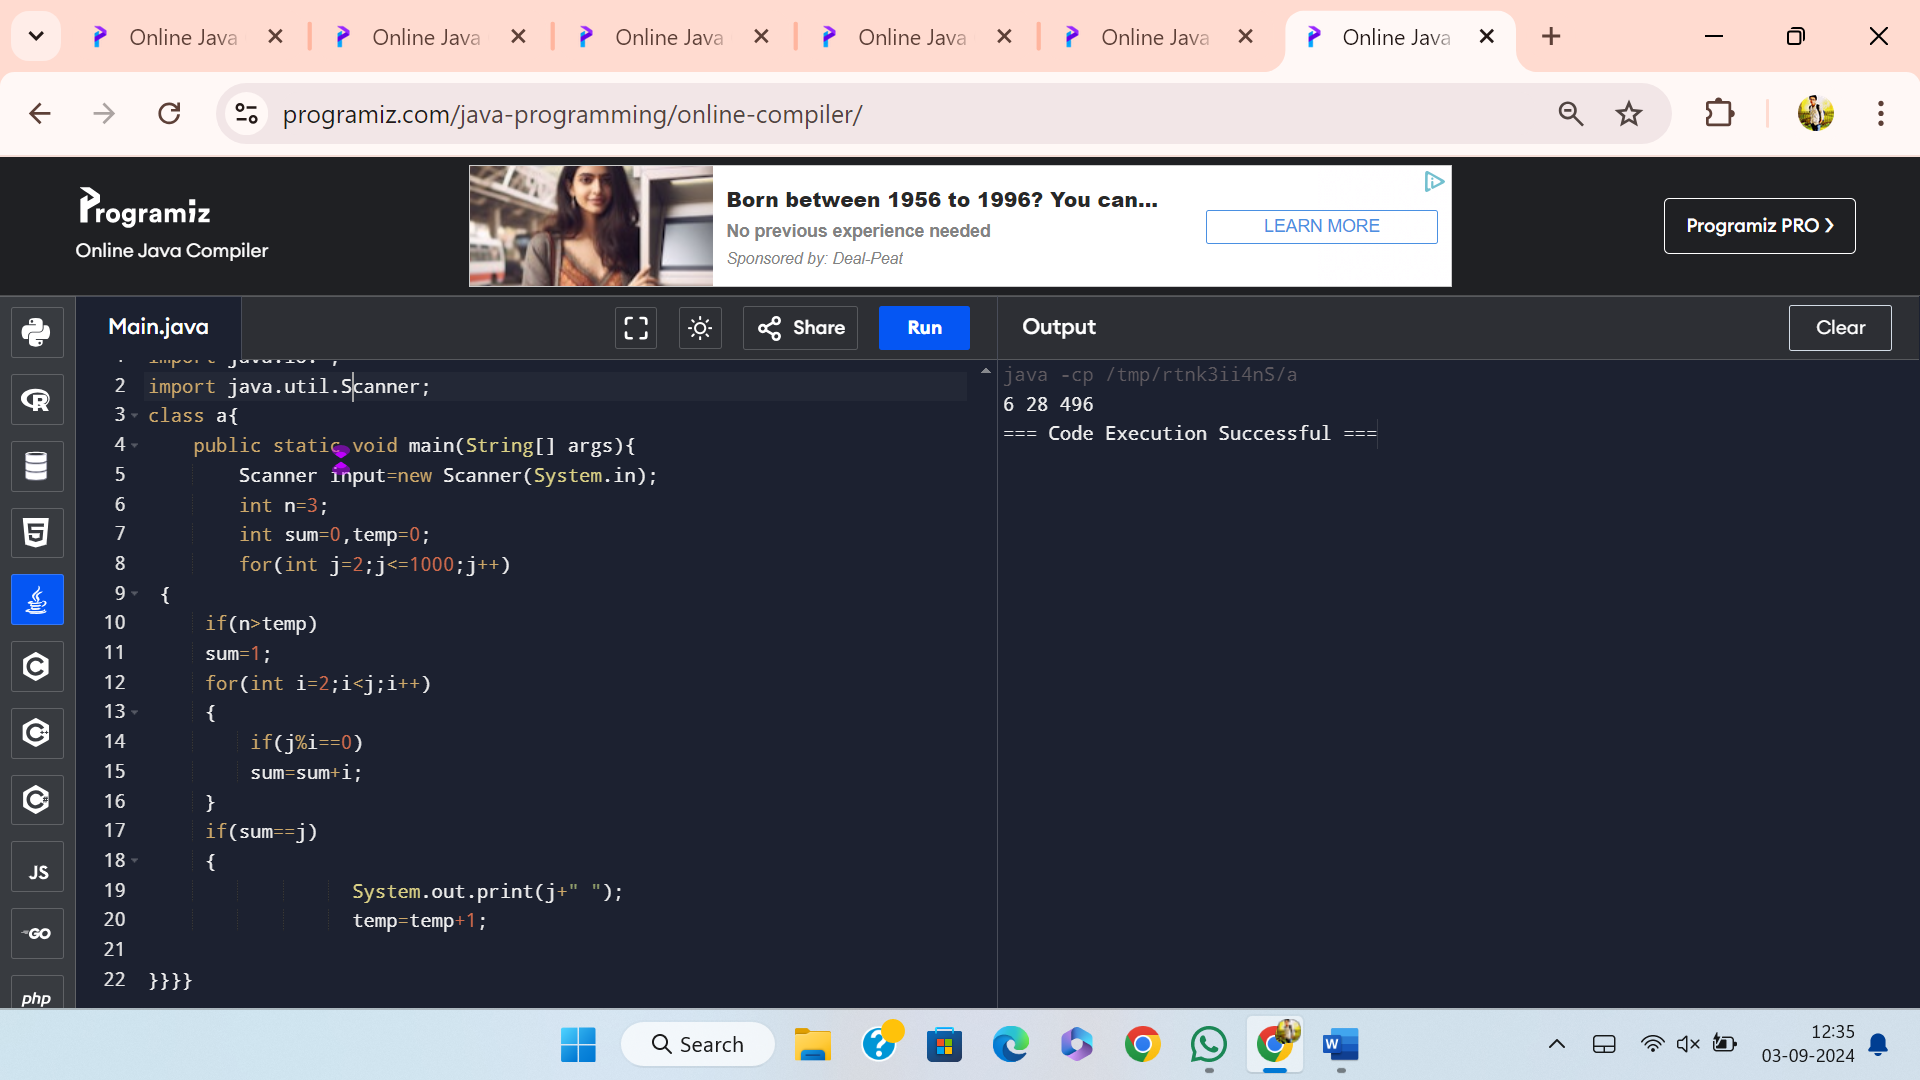 Online Java Online Java Online Java Online Java Online Java Online Java
programiz.com/java-programming/online-compiler/
Programiz
Online Java Compiler
Born between 1956 to 1996? You can...
No previous experience needed
Sponsored by: Deal-Peat
LEARN MORE
Programiz PRO ❯
Main.java
Share
Run
Output
Clear
2 import java.util.Scanner;
3 class a{
4 public static void main(String[] args){
5 Scanner input=new Scanner(System.in);
6 int n=3;
7 int sum=0,temp=0;
8 for(int j=2;j<=1000;j++)
9 {
10 if(n>temp)
11 sum=1;
12 for(int i=2;i<j;i++)
13 {
14 if(j%i==0)
15 sum=sum+i;
16 }
17 if(sum==j)
18 {
19 System.out.print(j+" ");
20 temp=temp+1;
21
22 }}}}
java -cp /tmp/rtnk3ii4nS/a
6 28 496
=== Code Execution Successful ===
JS
GO
php
Search
12:35
03-09-2024